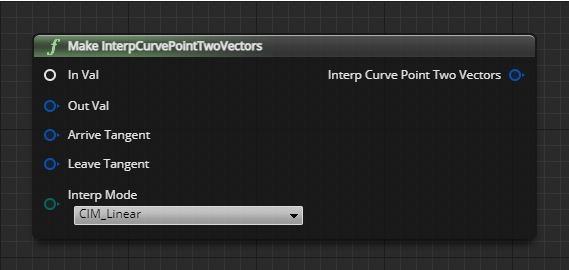 Make InterpCurvePointTwoVectors
In Val
Interp Curve Point Two Vectors
Out Val
Arrive Tangent
Leave Tangent
Interp Mode
CIM_Linear